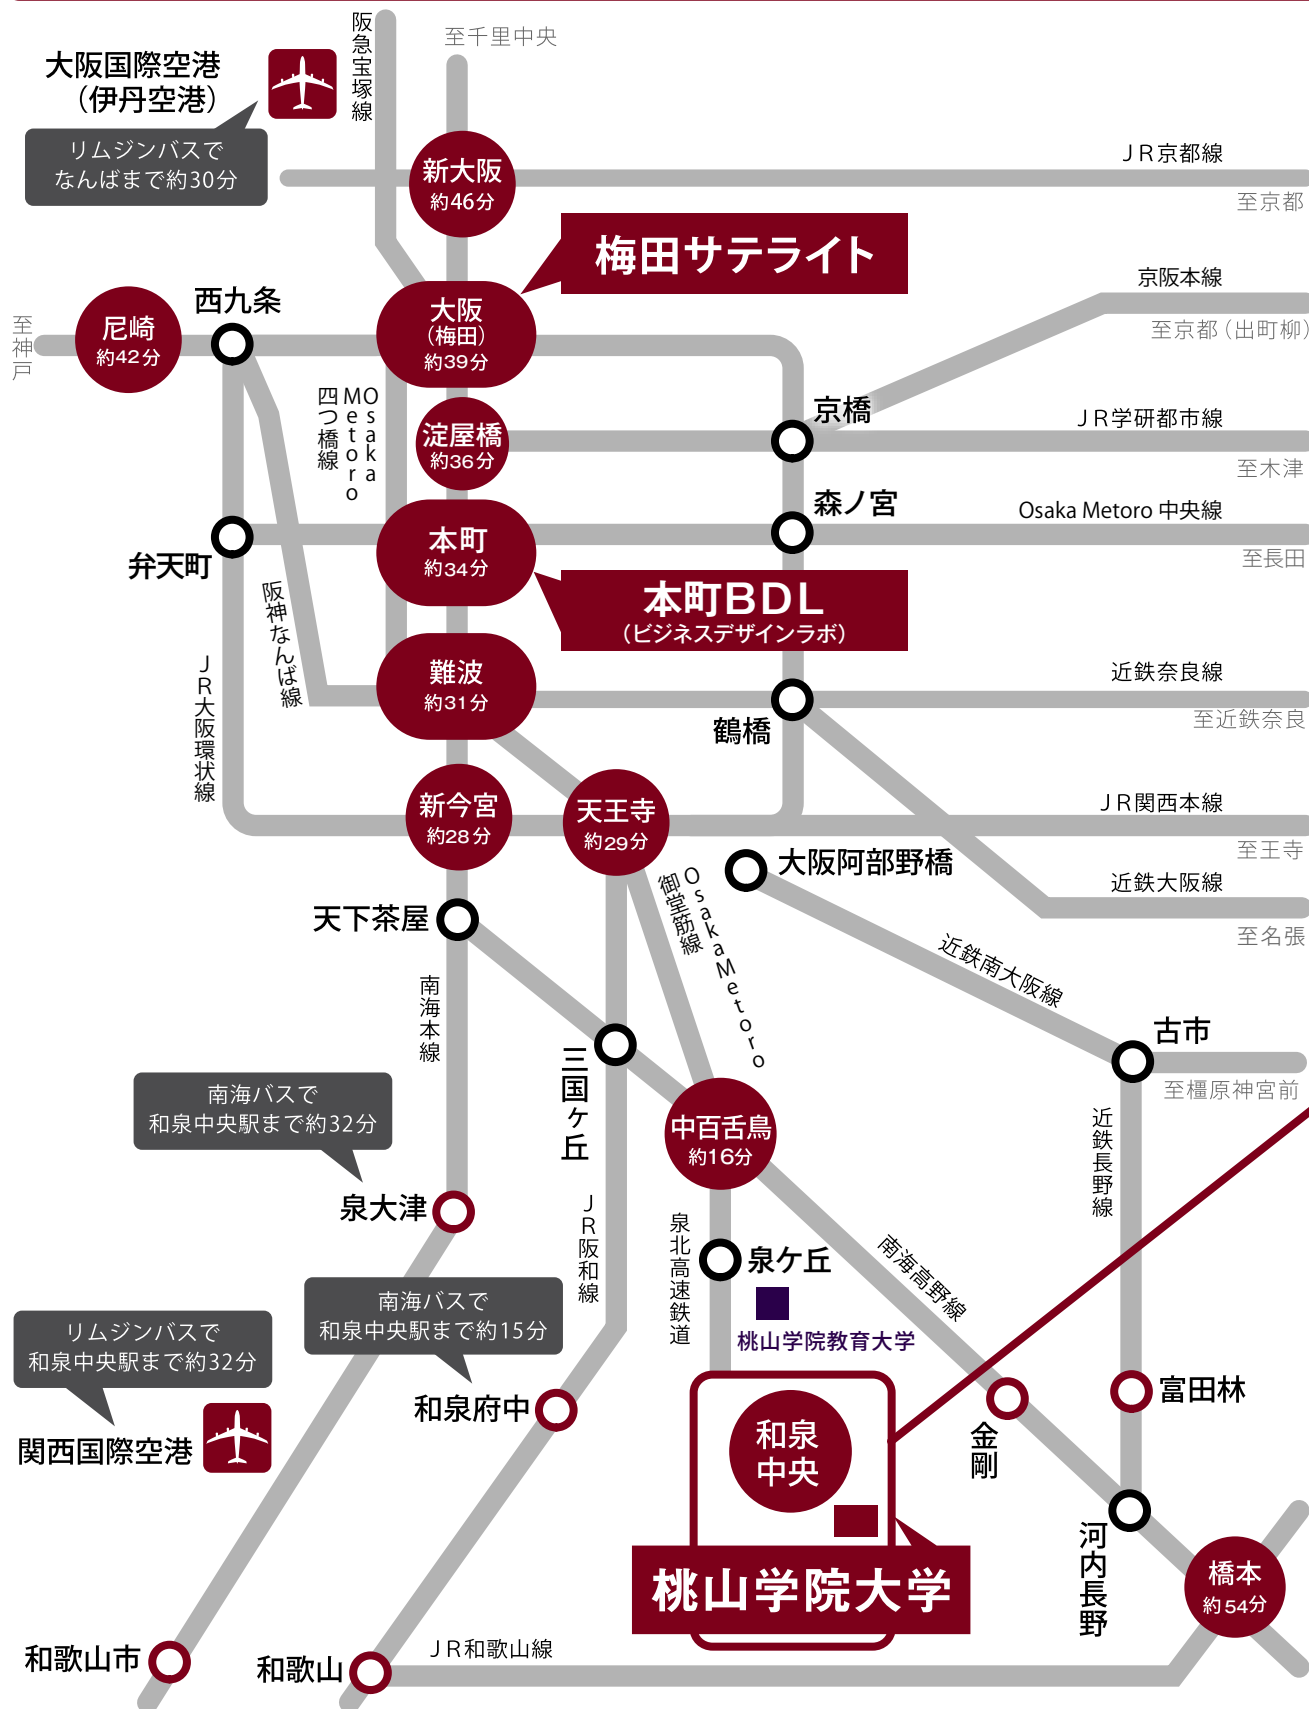 阪急宝塚線
至千里中央
大阪国際空港
（伊丹空港）
リムジンバスで
なんばまで約30分
新大阪
約46分
ＪＲ京都線
至京都
梅田サテライト
京阪本線
至京都（出町柳）
西九条
尼崎
約42分
至神戸
大阪
（梅田）
約39分
Osaka
Metoro
四つ橋線
淀屋橋
約36分
京橋
ＪＲ学研都市線
至木津
森ノ宮
Osaka Metoro 中央線
至長田
弁天町
本町
約34分
本町ＢＤＬ
（ビジネスデザインラボ）
阪神なんば線
ＪＲ大阪環状線
難波
約31分
鶴橋
近鉄奈良線
至近鉄奈良
新今宮
約28分
天王寺
約29分
ＪＲ関西本線
至王寺
大阪阿部野橋
近鉄大阪線
至名張
OsakaMetoro
御堂筋線
天下茶屋
近鉄南大阪線
南海本線
古市
至橿原神宮前
三国ヶ丘
南海バスで
和泉中央駅まで約32分
中百舌鳥
約16分
近鉄長野線
泉大津
ＪＲ阪和線
泉北高速鉄道
泉ケ丘
南海高野線
桃山学院教育大学
南海バスで
和泉中央駅まで約15分
リムジンバスで
和泉中央駅まで約32分
関西国際空港
和泉府中
和泉
中央
金剛
富田林
河内長野
桃山学院大学
橋本
約54分
和歌山市
和歌山
ＪＲ和歌山線